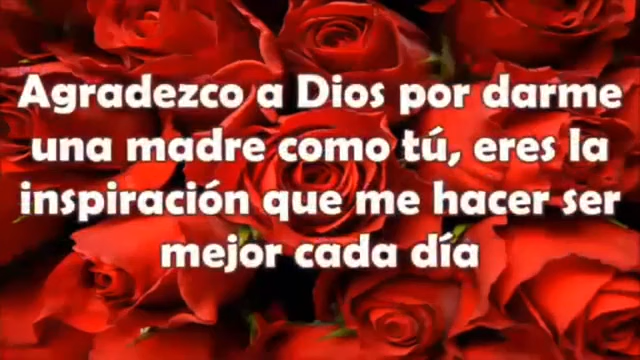 Agradezco a Dios por darme
una madre como tú, eres la
inspiración que me hacer ser
mejor cada día